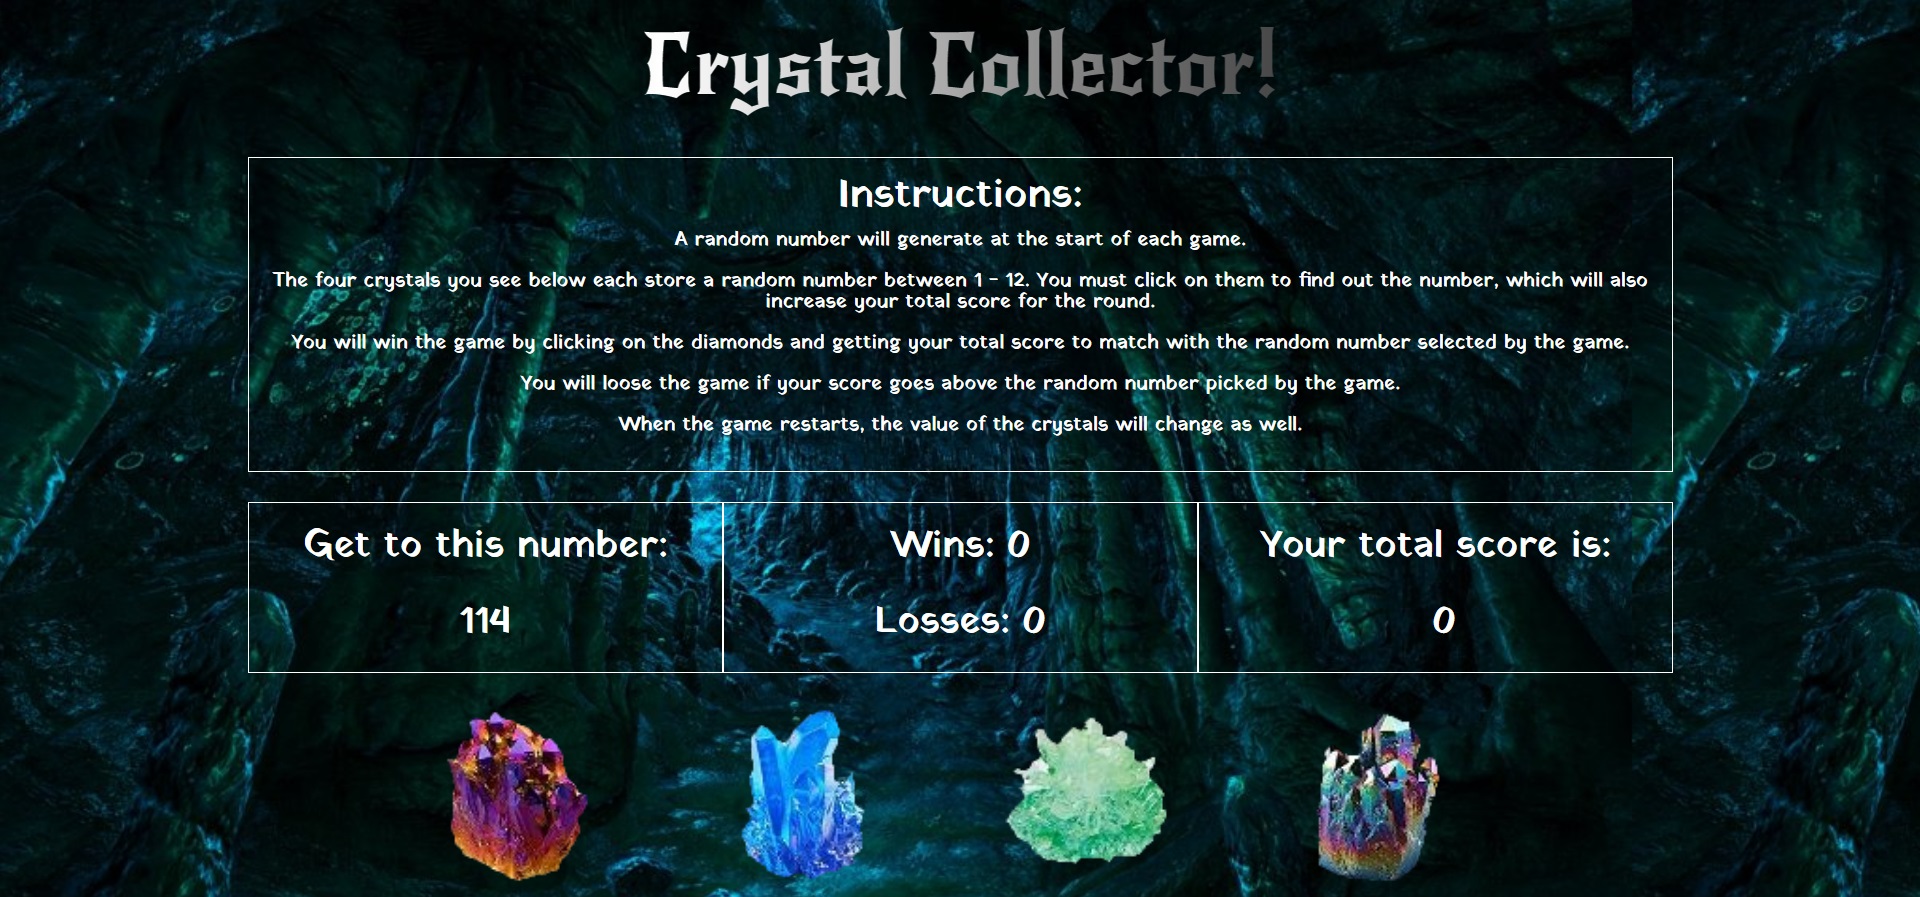 Crystal Collector!
Instructions:
A random number will generate at the start of each game.
The four crystals you see below each store a random number between 1 - 12. You must click on them to find out the number, which will also
increase your total score for the round.
You will win the game by clicking on the diamonds and getting your total score to match with the random number selected by the game.
You will loose the game if your score goes above the random number picked by the game.
When the game restarts, the value of the crystals will change as well.
Get to this number:
114
Wins: 0
Losses: 0
Your total score is:
0